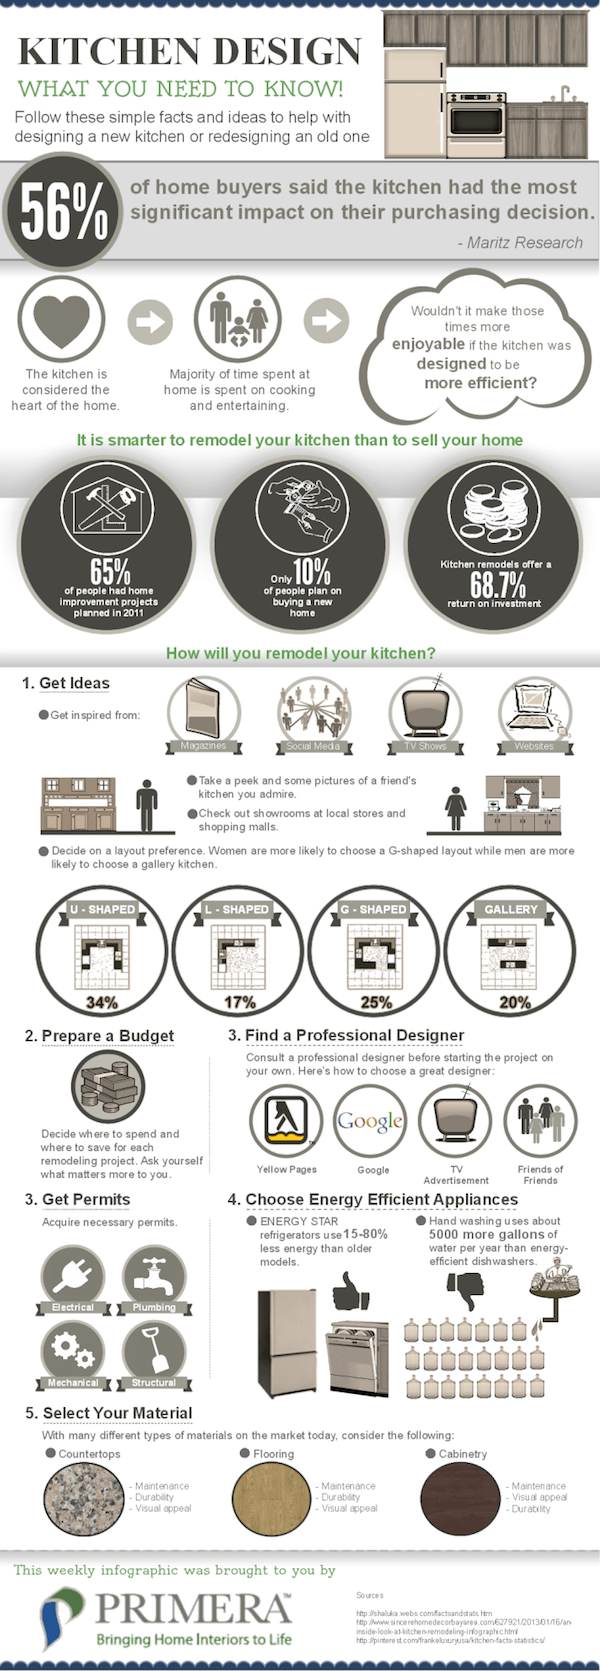 KITCHEN DESIGN
WHAT YOU NEED TO KNOW!
Follow these simple facts and ideas to help with
designing a new kitchen or redesigning an old one
56%
of home buyers said the kitchen had the most
significant impact on their purchasing decision.
- Maritz Research
The kitchen is
considered the
heart of the home.
Majority of time spent at
home is spent on cooking
and entertaining.
Wouldn't it make those
times more
enjoyable if the kitchen was
designed to be
more efficient?
It is smarter to remodel your kitchen than to sell your home
65%
of people had home
improvement projects
planned in 2011
Only 10%
of people plan on
buying a new
home
Kitchen remodels offer a
68.7%
return on investment
How will you remodel your kitchen?
1. Get Ideas
Get inspired from:
Magazines
Social Media
TV Shows
Websites
Take a peek and some pictures of a friend's
kitchen you admire.
Check out showrooms at local stores and
shopping malls.
Decide on a layout preference. Women are more likely to choose a G-shaped layout while men are more
likely to choose a gallery kitchen.
U - SHAPED
L - SHAPED
G - SHAPED
GALLERY
34%
17%
25%
20%
2. Prepare a Budget
Decide where to spend and
where to save for each
remodeling project. Ask yourself
what matters more to you.
3. Find a Professional Designer
Consult a professional designer before starting the project on
your own. Here's how to choose a great designer:
Google
Yellow Pages
Google
TV
Advertisement
Friends of
Friends
3. Get Permits
Acquire necessary permits.
Electrical
Plumbing
Mechanical
Structural
4. Choose Energy Efficient Appliances
ENERGY STAR
refrigerators use 15-80%
less energy than older
models.
Hand washing uses about
5000 more gallons of
water per year than energy-
efficient dishwashers.
5. Select Your Material
With many different types of materials on the market today, consider the following:
Countertops
- Maintenance
- Durability
- Visual appeal
Flooring
- Maintenance
- Durability
- Visual appeal
Cabinetry
- Maintenance
- Visual appeal
- Durability
This weekly infographic was brought to you by
PRIMERA™
Bringing Home Interiors to Life
Sources
http://shaluka.webs.com/factsandstats.htm
http://www.sincerehomedecorbayarea.com/627921/2013/01/16/an-
inside-look-at-kitchen-remodeling-infographic.html
http://pinterest.com/frankeluxuryusa/kitchen-facts-statistics/